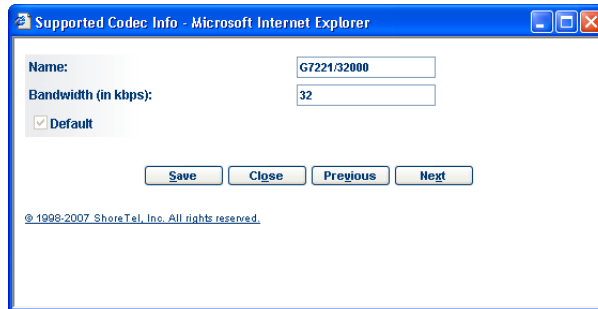 Supported Codec Info - Microsoft Internet Explorer
Name: G7221/32000
Bandwidth (in kbps): 32
Default
Save Close Previous Next
© 1998-2007 ShoreTel, Inc. All rights reserved.